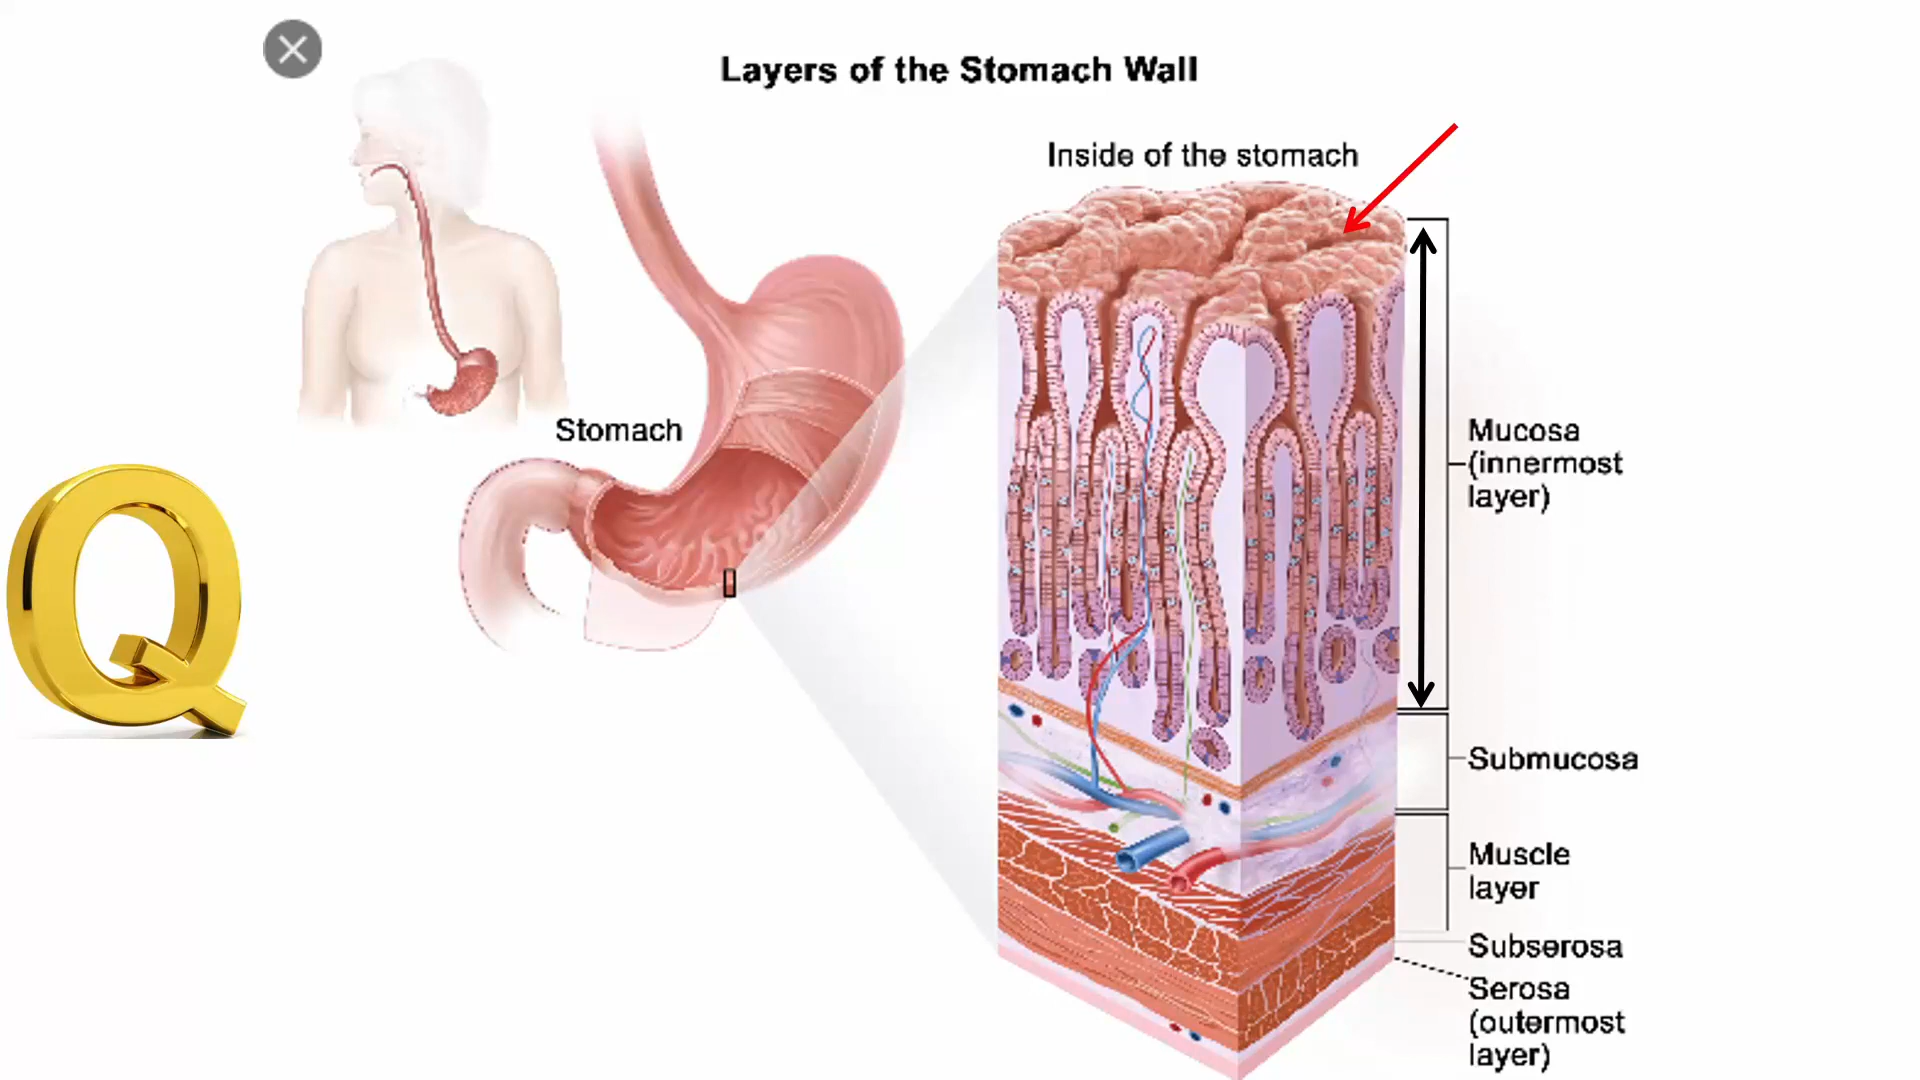 Layers of the Stomach Wall
Inside of the stomach
Stomach
Mucosa
(innermost
layer)
Submucosa
Muscle
layer
Subserosa
Serosa
(outermost
layer)
Q